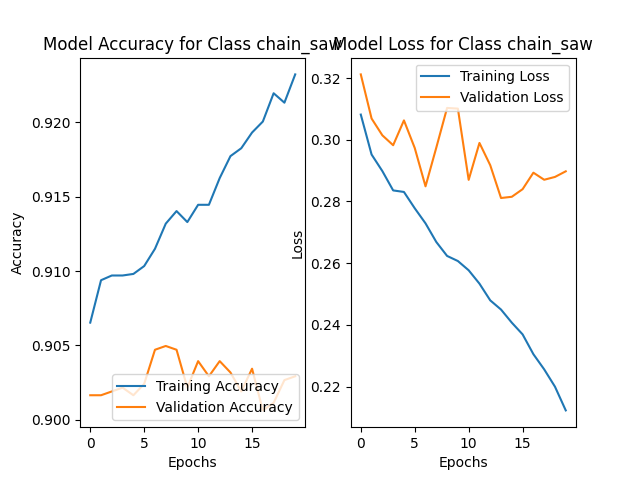 Model Accuracy for Class chain_saw
Model Loss for Class chain_saw
Accuracy
0.920
0.915
0.910
0.905
0.900
Training Accuracy
Validation Accuracy
0
5
10
15
Epochs
Loss
0.32
0.30
0.28
0.26
0.24
0.22
Training Loss
Validation Loss
0
5
10
15
Epochs